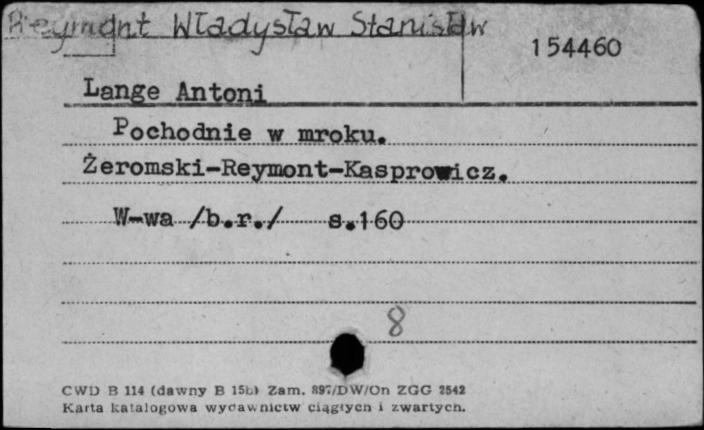 Reymont Władysław Stanisław
154460
Lange Antoni
Pochodnie w mroku.
Żeromski-Reymont-Kasprowicz.
W-wa /b.r./ s.160
8
CWD B 114 (dawny B 15b) Zam. 897/DW/On ZGG 2542
Karta katalogowa wydawnictw ciągłych i zwartych.